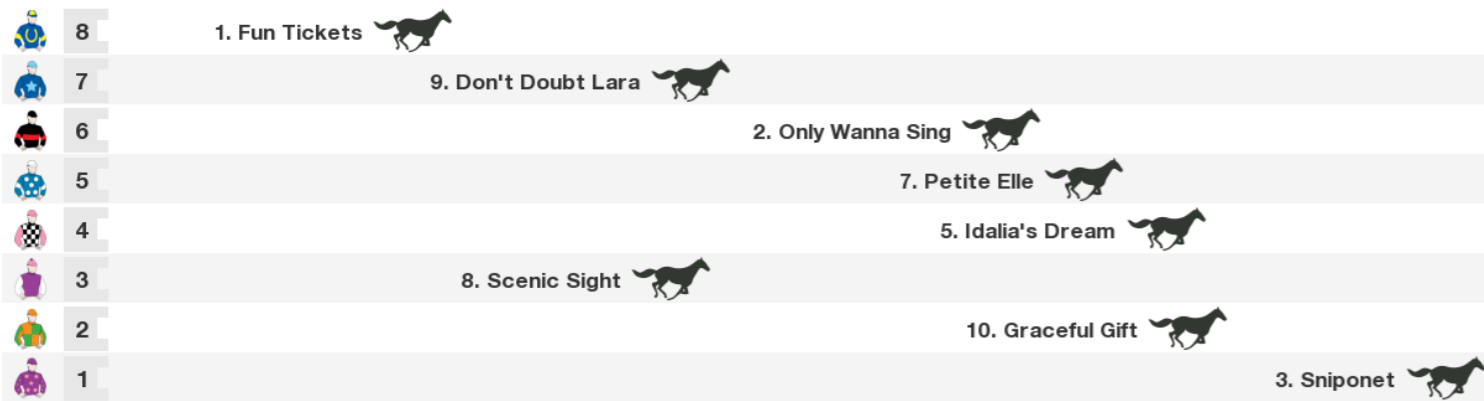 8 1. Fun Tickets
7 9. Don't Doubt Lara
6 2. Only Wanna Sing
5 7. Petite Elle
4 5. Idalia's Dream
3 8. Scenic Sight
2 10. Graceful Gift
1 3. Sniponet